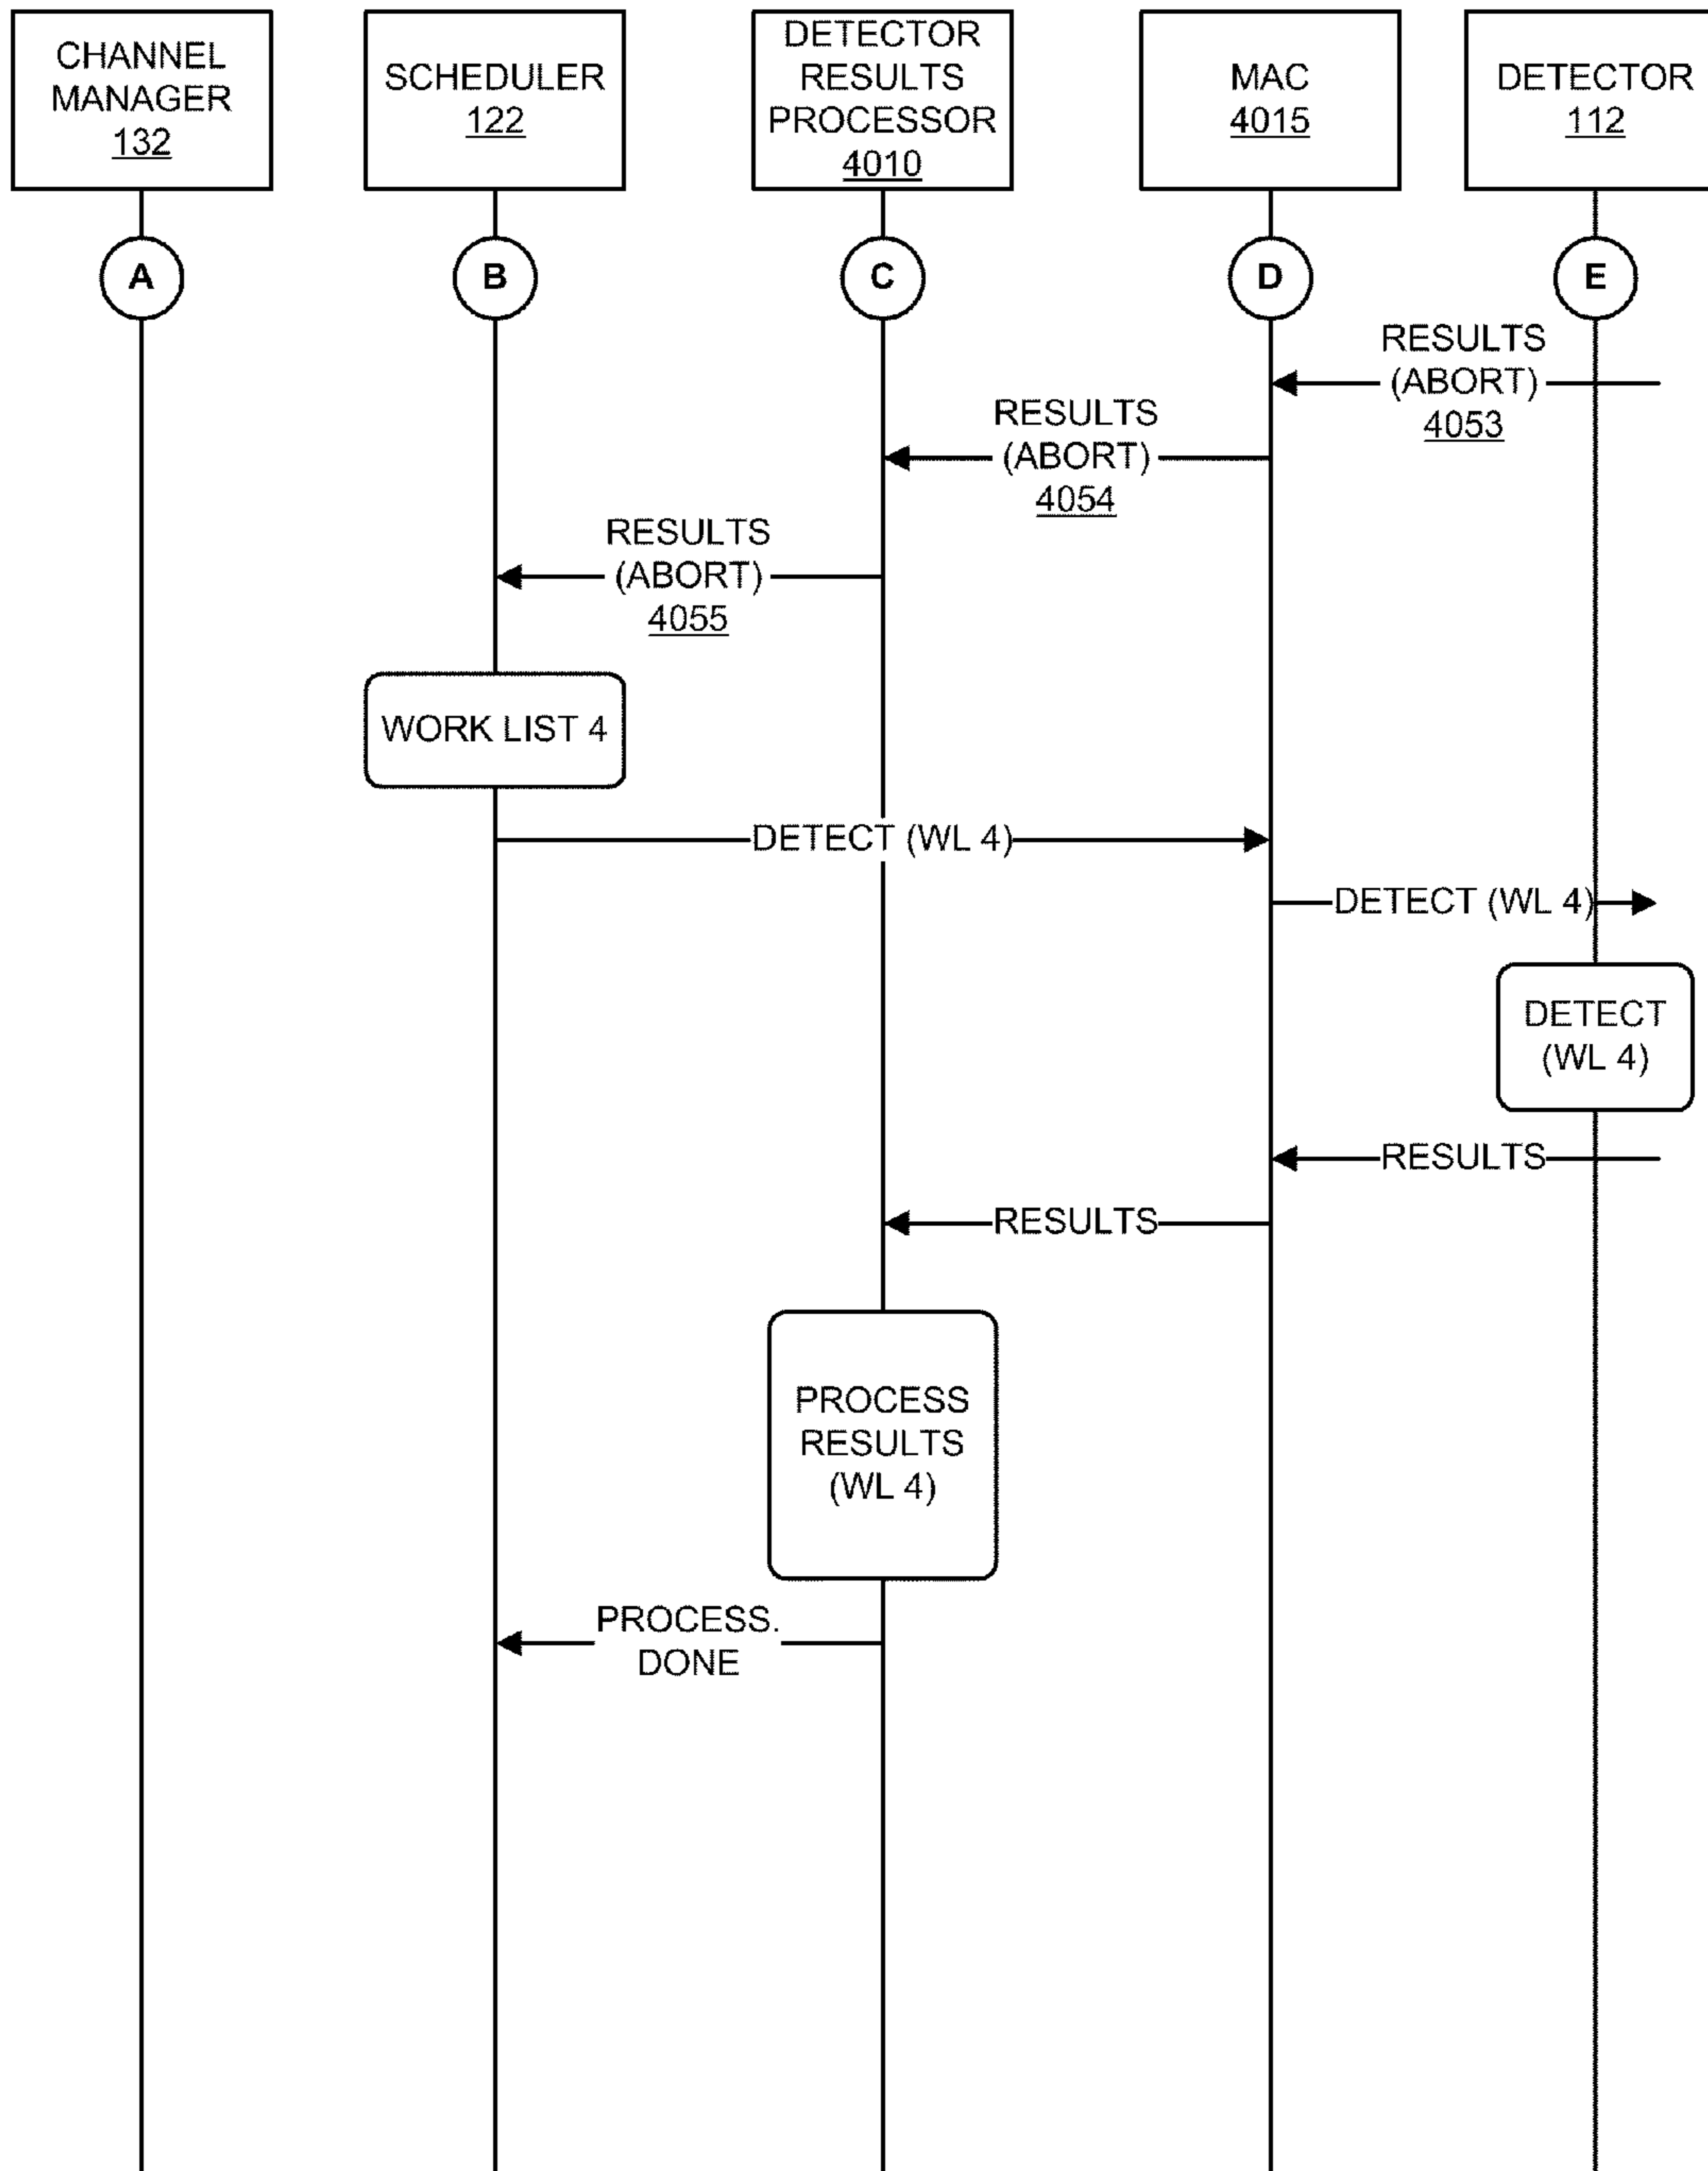 CHANNEL
MANAGER
132
SCHEDULER
122
DETECTOR
RESULTS
PROCESSOR
4010
MAC
4015
DETECTOR
112
A
B
C
D
E
RESULTS
(ABORT)
4053
RESULTS
(ABORT)
4054
RESULTS
(ABORT)
4055
WORK LIST 4
DETECT (WL 4)
DETECT (WL 4)
DETECT
(WL 4)
RESULTS
RESULTS
PROCESS
RESULTS
(WL 4)
PROCESS.
DONE